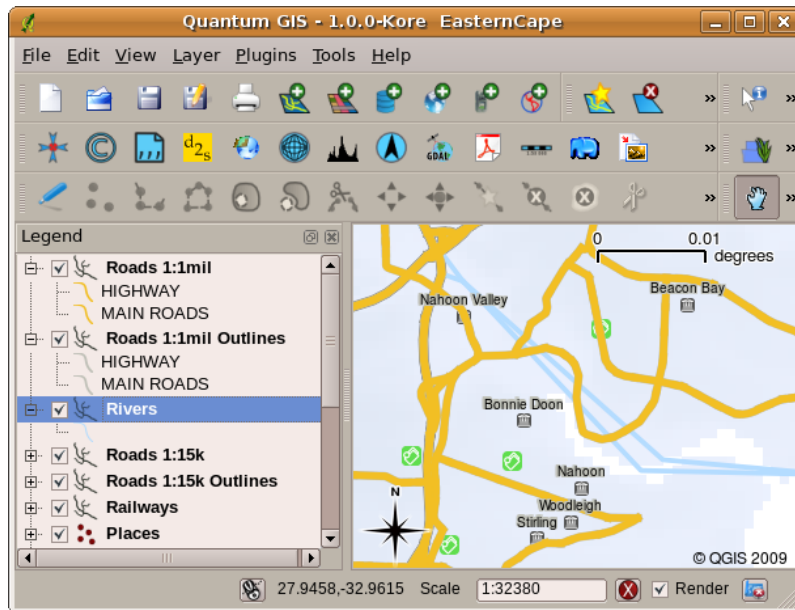 Quantum GIS - 1.0.0-Kore EasternCape
File Edit View Layer Plugins Tools Help
d2s
GDAL
Legend
Roads 1:1mil
HIGHWAY
MAIN ROADS
Roads 1:1mil Outlines
HIGHWAY
MAIN ROADS
Rivers
Roads 1:15k
Roads 1:15k Outlines
Railways
Places
0 0.01
degrees
Beacon Bay
Nahoon Valley
Bonnie Doon
Nahoon
Woodleigh
Stirling
N
© QGIS 2009
27.9458,-32.9615 Scale 1:32380 Render